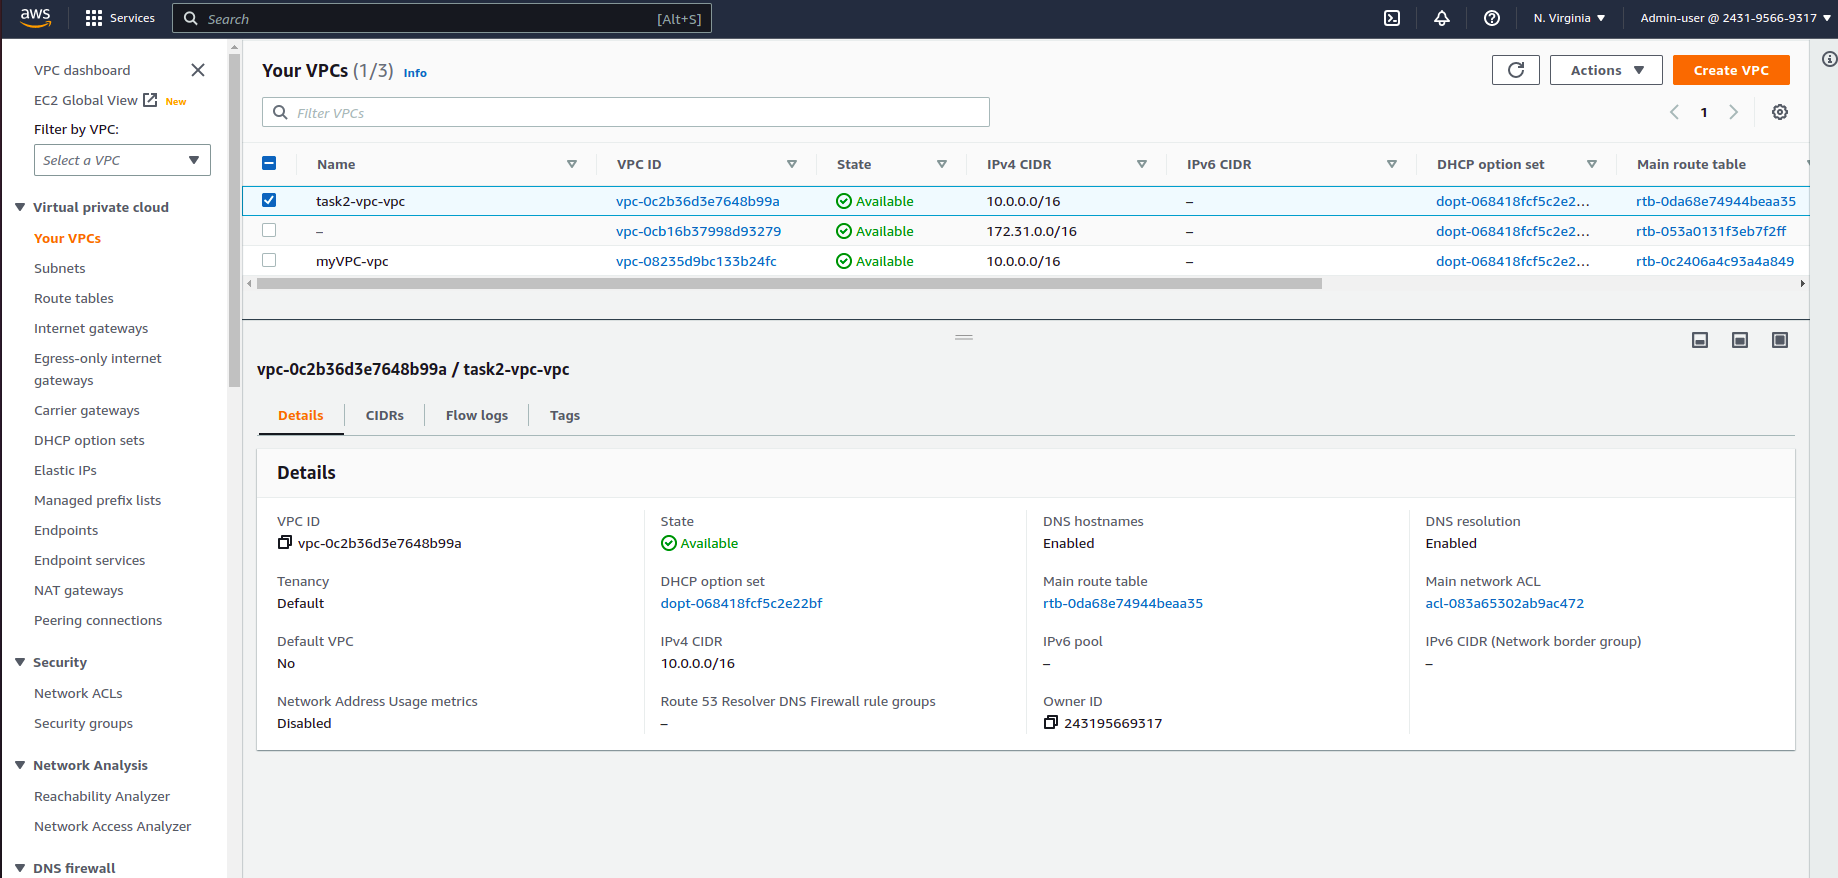 aws Services Search [Alt+S] N. Virginia Admin-user @ 2431-9566-9317
VPC dashboard
EC2 Global View New
Filter by VPC:
Select a VPC
Virtual private cloud
Your VPCs
Subnets
Route tables
Internet gateways
Egress-only internet
gateways
Carrier gateways
DHCP option sets
Elastic IPs
Managed prefix lists
Endpoints
Endpoint services
NAT gateways
Peering connections
Security
Network ACLs
Security groups
Network Analysis
Reachability Analyzer
Network Access Analyzer
DNS firewall
Your VPCs (1/3) Info Actions Create VPC
Filter VPCs 1
Name VPC ID State IPv4 CIDR IPv6 CIDR DHCP option set Main route table
task2-vpc-vpc vpc-0c2b36d3e7648b99a Available 10.0.0.0/16 – dopt-068418fcf5c2e2... rtb-0da68e74944beaa35
– vpc-0cb16b37998d93279 Available 172.31.0.0/16 – dopt-068418fcf5c2e2... rtb-053a0131f3eb7f2ff
myVPC-vpc vpc-08235d9bc133b24fc Available 10.0.0.0/16 – dopt-068418fcf5c2e2... rtb-0c2406a4c93a4a849
vpc-0c2b36d3e7648b99a / task2-vpc-vpc
Details CIDRs Flow logs Tags
Details
VPC ID State DNS hostnames DNS resolution
vpc-0c2b36d3e7648b99a Available Enabled Enabled
Tenancy DHCP option set Main route table Main network ACL
Default dopt-068418fcf5c2e22bf rtb-0da68e74944beaa35 acl-083a65302ab9ac472
Default VPC IPv4 CIDR IPv6 pool IPv6 CIDR (Network border group)
No 10.0.0.0/16 – –
Network Address Usage metrics Route 53 Resolver DNS Firewall rule groups Owner ID
Disabled – 243195669317